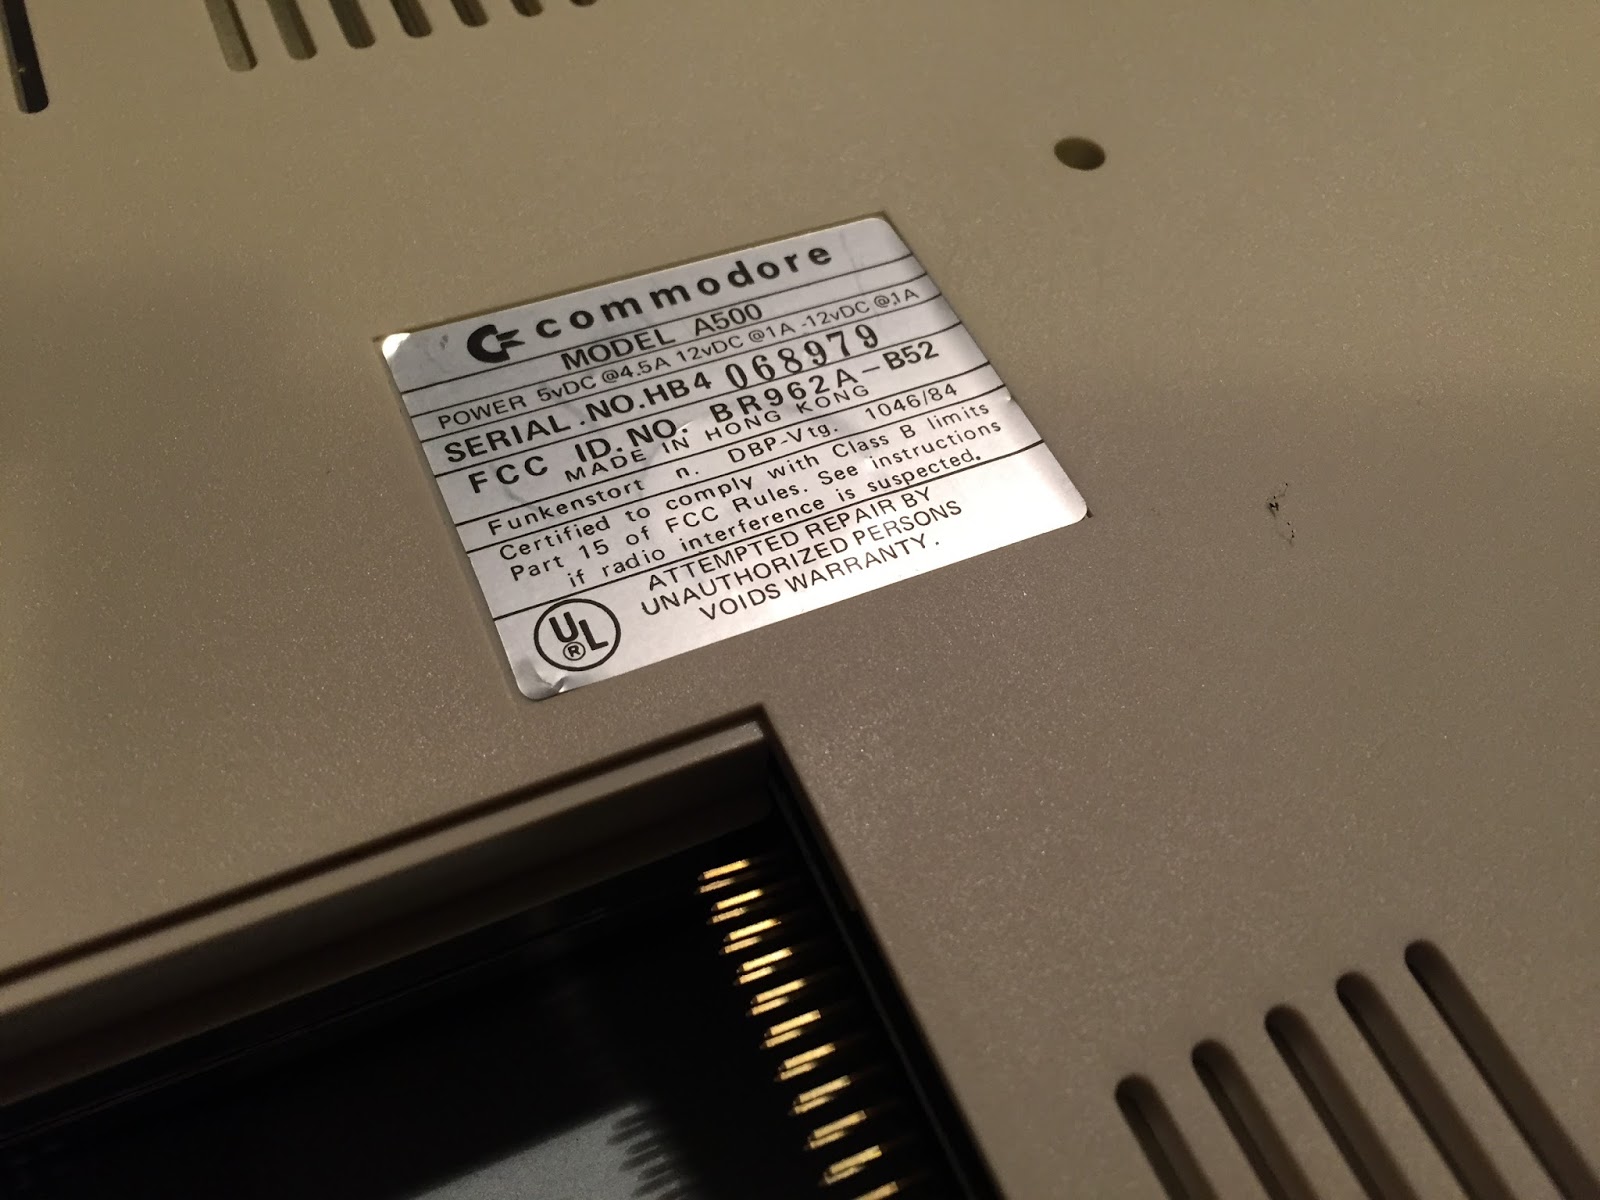 commodore
MODEL A500
POWER 5vDC @4.5A 12vDC @1A -12vDC @.1A
SERIAL.NO.HB4 068979
FCC ID.NO. BR962A-B52
MADE IN HONG KONG
Funkenstort n. DBP-Vtg. 1046/84
Certified to comply with Class B limits
Part 15 of FCC Rules. See instructions
if radio interference is suspected.
ATTEMPTED REPAIR BY
UNAUTHORIZED PERSONS
VOIDS WARRANTY.
UL
®